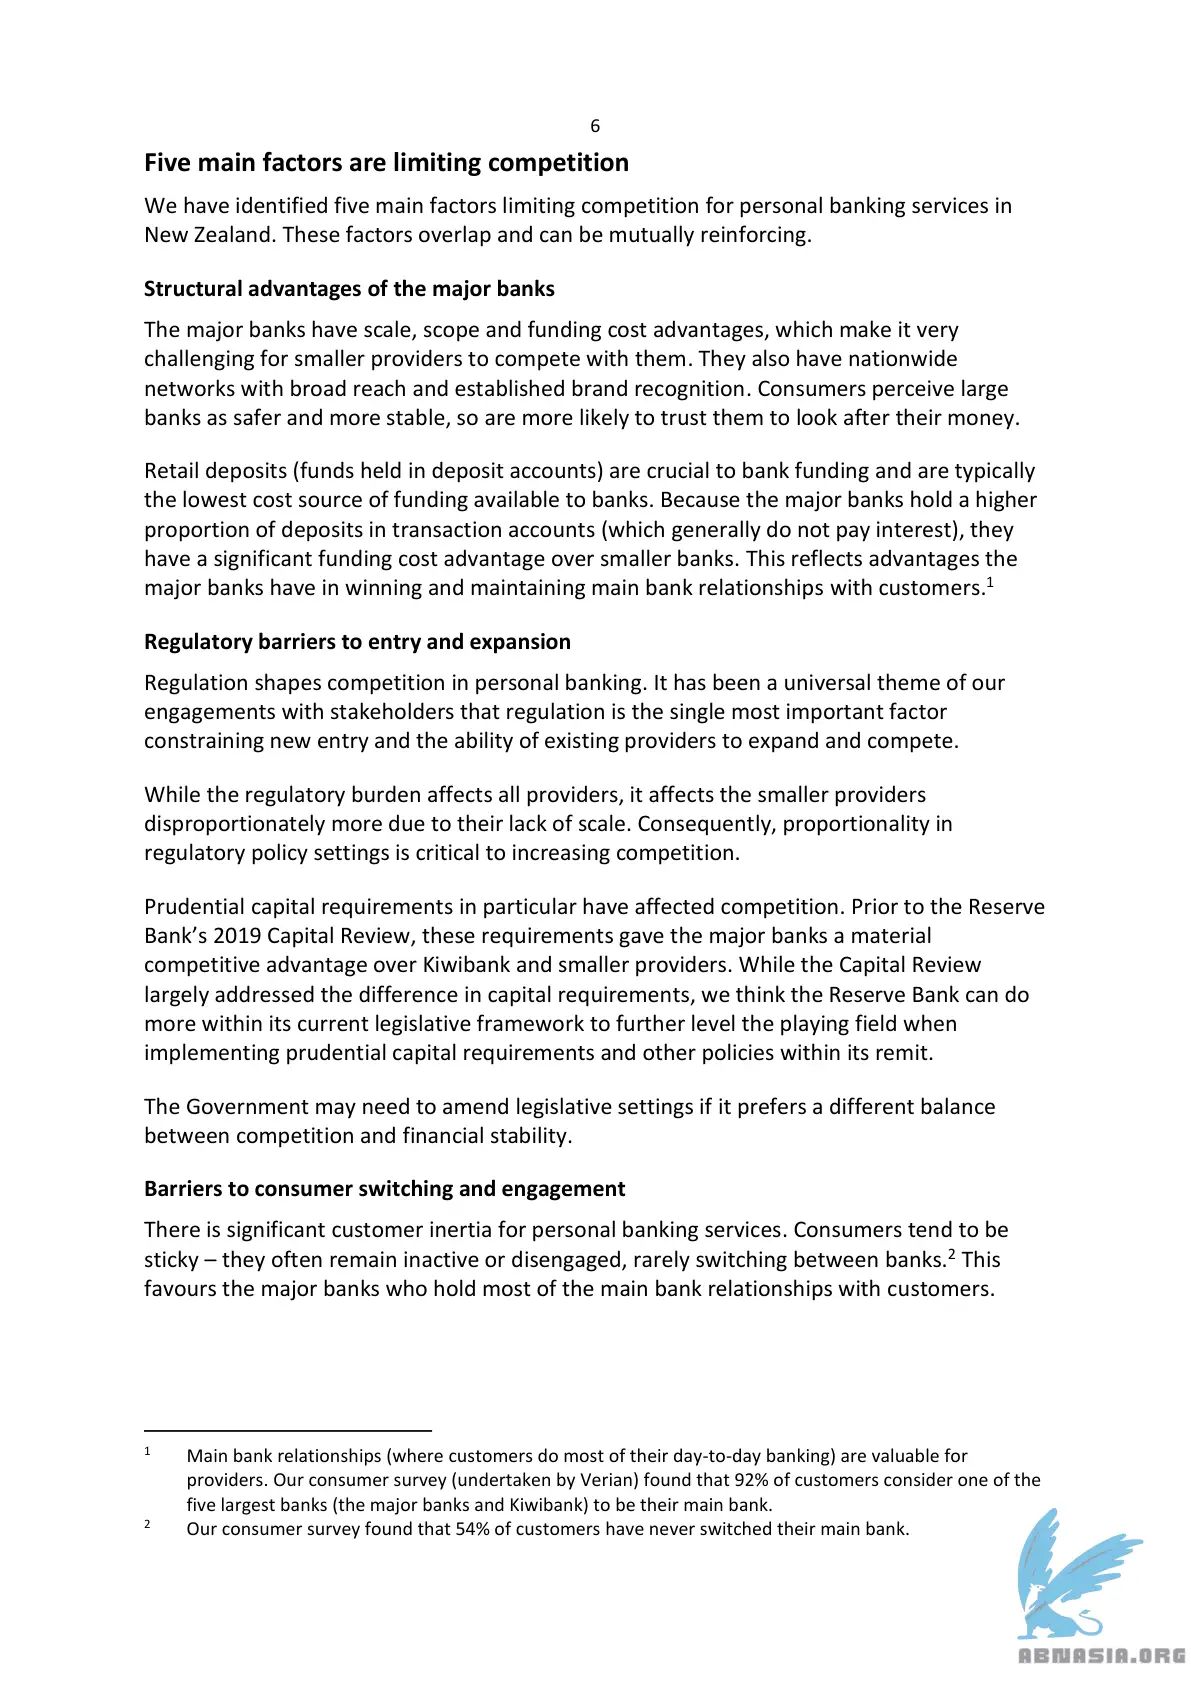 6
Five main factors are limiting competition
We have identified five main factors limiting competition for personal banking services in
New Zealand. These factors overlap and can be mutually reinforcing.
Structural advantages of the major banks
The major banks have scale, scope and funding cost advantages, which make it very
challenging for smaller providers to compete with them. They also have nationwide
networks with broad reach and established brand recognition. Consumers perceive large
banks as safer and more stable, so are more likely to trust them to look after their money.
Retail deposits (funds held in deposit accounts) are crucial to bank funding and are typically
the lowest cost source of funding available to banks. Because the major banks hold a higher
proportion of deposits in transaction accounts (which generally do not pay interest), they
have a significant funding cost advantage over smaller banks. This reflects advantages the
major banks have in winning and maintaining main bank relationships with customers.1
Regulatory barriers to entry and expansion
Regulation shapes competition in personal banking. It has been a universal theme of our
engagements with stakeholders that regulation is the single most important factor
constraining new entry and the ability of existing providers to expand and compete.
While the regulatory burden affects all providers, it affects the smaller providers
disproportionately more due to their lack of scale. Consequently, proportionality in
regulatory policy settings is critical to increasing competition.
Prudential capital requirements in particular have affected competition. Prior to the Reserve
Bank’s 2019 Capital Review, these requirements gave the major banks a material
competitive advantage over Kiwibank and smaller providers. While the Capital Review
largely addressed the difference in capital requirements, we think the Reserve Bank can do
more within its current legislative framework to further level the playing field when
implementing prudential capital requirements and other policies within its remit.
The Government may need to amend legislative settings if it prefers a different balance
between competition and financial stability.
Barriers to consumer switching and engagement
There is significant customer inertia for personal banking services. Consumers tend to be
sticky – they often remain inactive or disengaged, rarely switching between banks.2 This
favours the major banks who hold most of the main bank relationships with customers.
1 Main bank relationships (where customers do most of their day-to-day banking) are valuable for
providers. Our consumer survey (undertaken by Verian) found that 92% of customers consider one of the
five largest banks (the major banks and Kiwibank) to be their main bank.
2 Our consumer survey found that 54% of customers have never switched their main bank.
ABNASIA.ORG